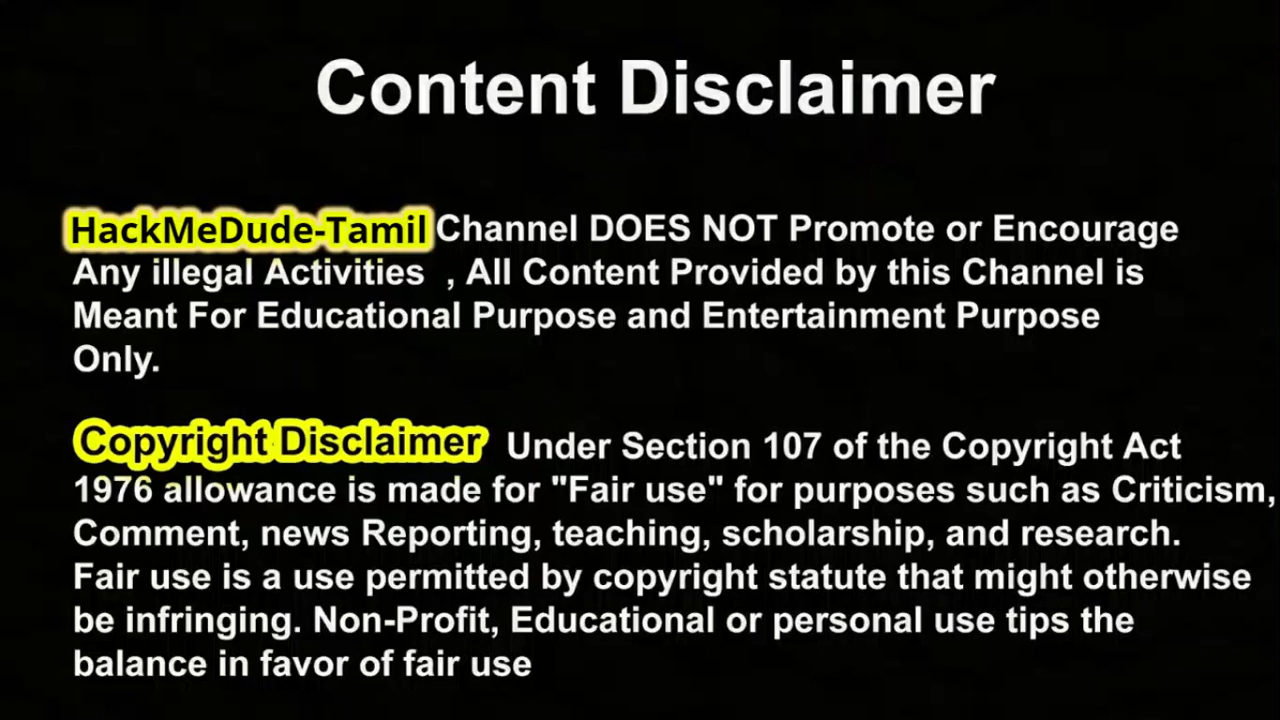 Content Disclaimer
HackMeDude-Tamil Channel DOES NOT Promote or Encourage
Any illegal Activities , All Content Provided by this Channel is
Meant For Educational Purpose and Entertainment Purpose
Only.
Copyright Disclaimer Under Section 107 of the Copyright Act
1976 allowance is made for "Fair use" for purposes such as Criticism,
Comment, news Reporting, teaching, scholarship, and research.
Fair use is a use permitted by copyright statute that might otherwise
be infringing. Non-Profit, Educational or personal use tips the
balance in favor of fair use